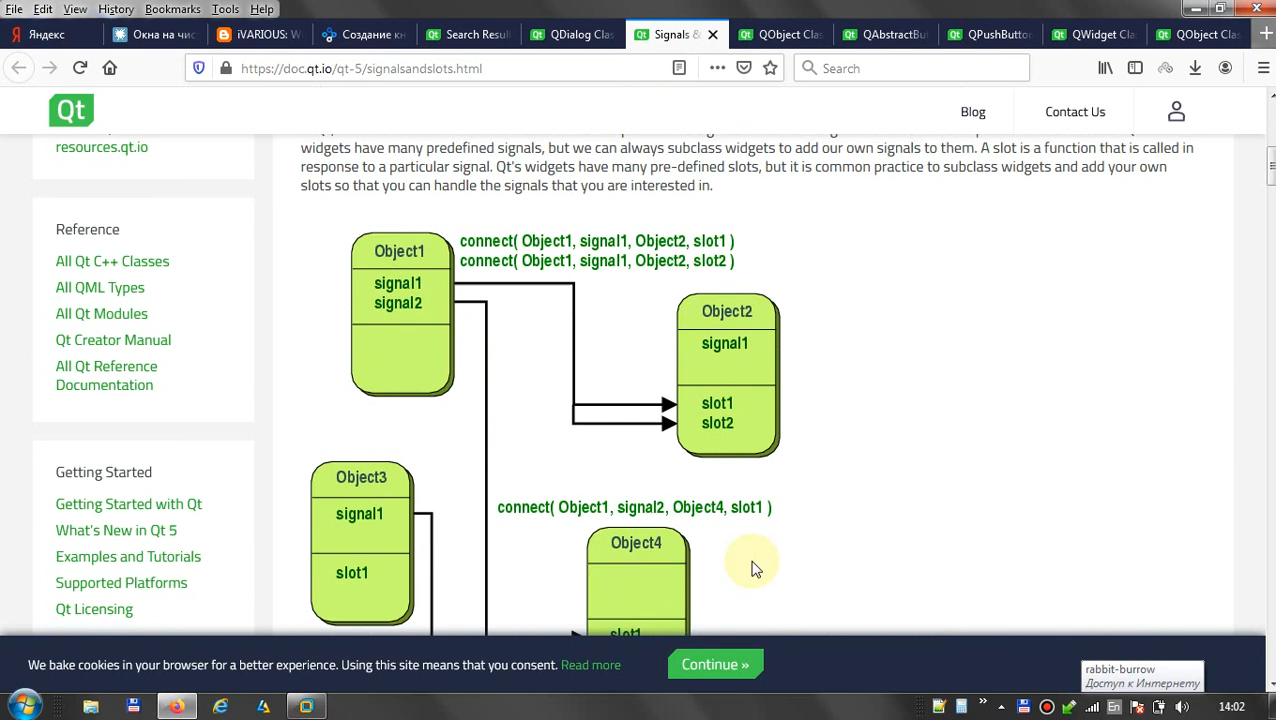 File Edit View History Bookmarks Tools Help
Яндекс
Окна на чис
iVARIOUS: W
Создание кн
Search Resul
QDialog Clas
Signals &
QObject Clas
QAbstractBut
QPushButton
QWidget Clas
QObject Clas
https://doc.qt.io/qt-5/signalsandslots.html
Search
Qt
Blog
Contact Us
resources.qt.io
widgets have many predefined signals, but we can always subclass widgets to add our own signals to them. A slot is a function that is called in
response to a particular signal. Qt's widgets have many pre-defined slots, but it is common practice to subclass widgets and add your own
slots so that you can handle the signals that you are interested in.
Reference
All Qt C++ Classes
All QML Types
All Qt Modules
Qt Creator Manual
All Qt Reference
Documentation
Getting Started
Getting Started with Qt
What's New in Qt 5
Examples and Tutorials
Supported Platforms
Qt Licensing
Object1
signal1
signal2
connect( Object1, signal1, Object2, slot1 )
connect( Object1, signal1, Object2, slot2 )
Object2
signal1
slot1
slot2
Object3
signal1
slot1
connect( Object1, signal2, Object4, slot1 )
Object4
slot1
We bake cookies in your browser for a better experience. Using this site means that you consent. Read more
Continue »
rabbit-burrow
Доступ к Интернету
En
14:02